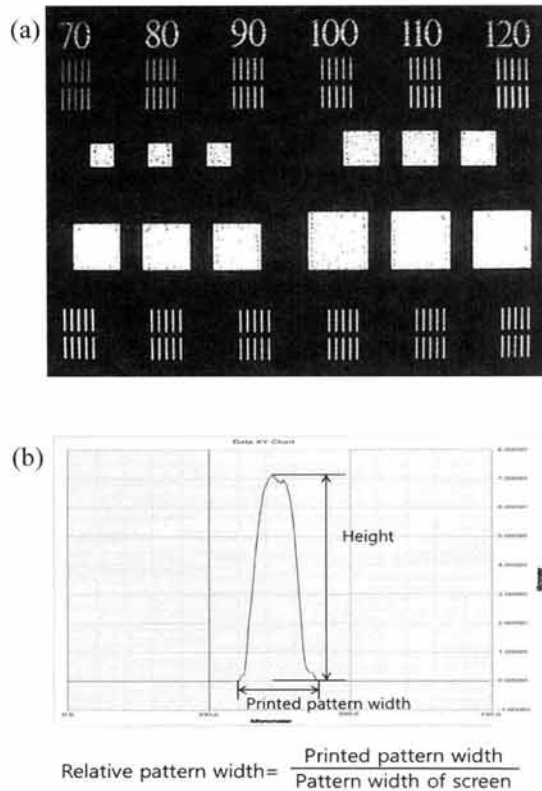 (a)
70 80 90 100 110 120
(b)
Data XY Chart
Height
Printed pattern width
Micrometer
Relative pattern width= Printed pattern width
Pattern width of screen